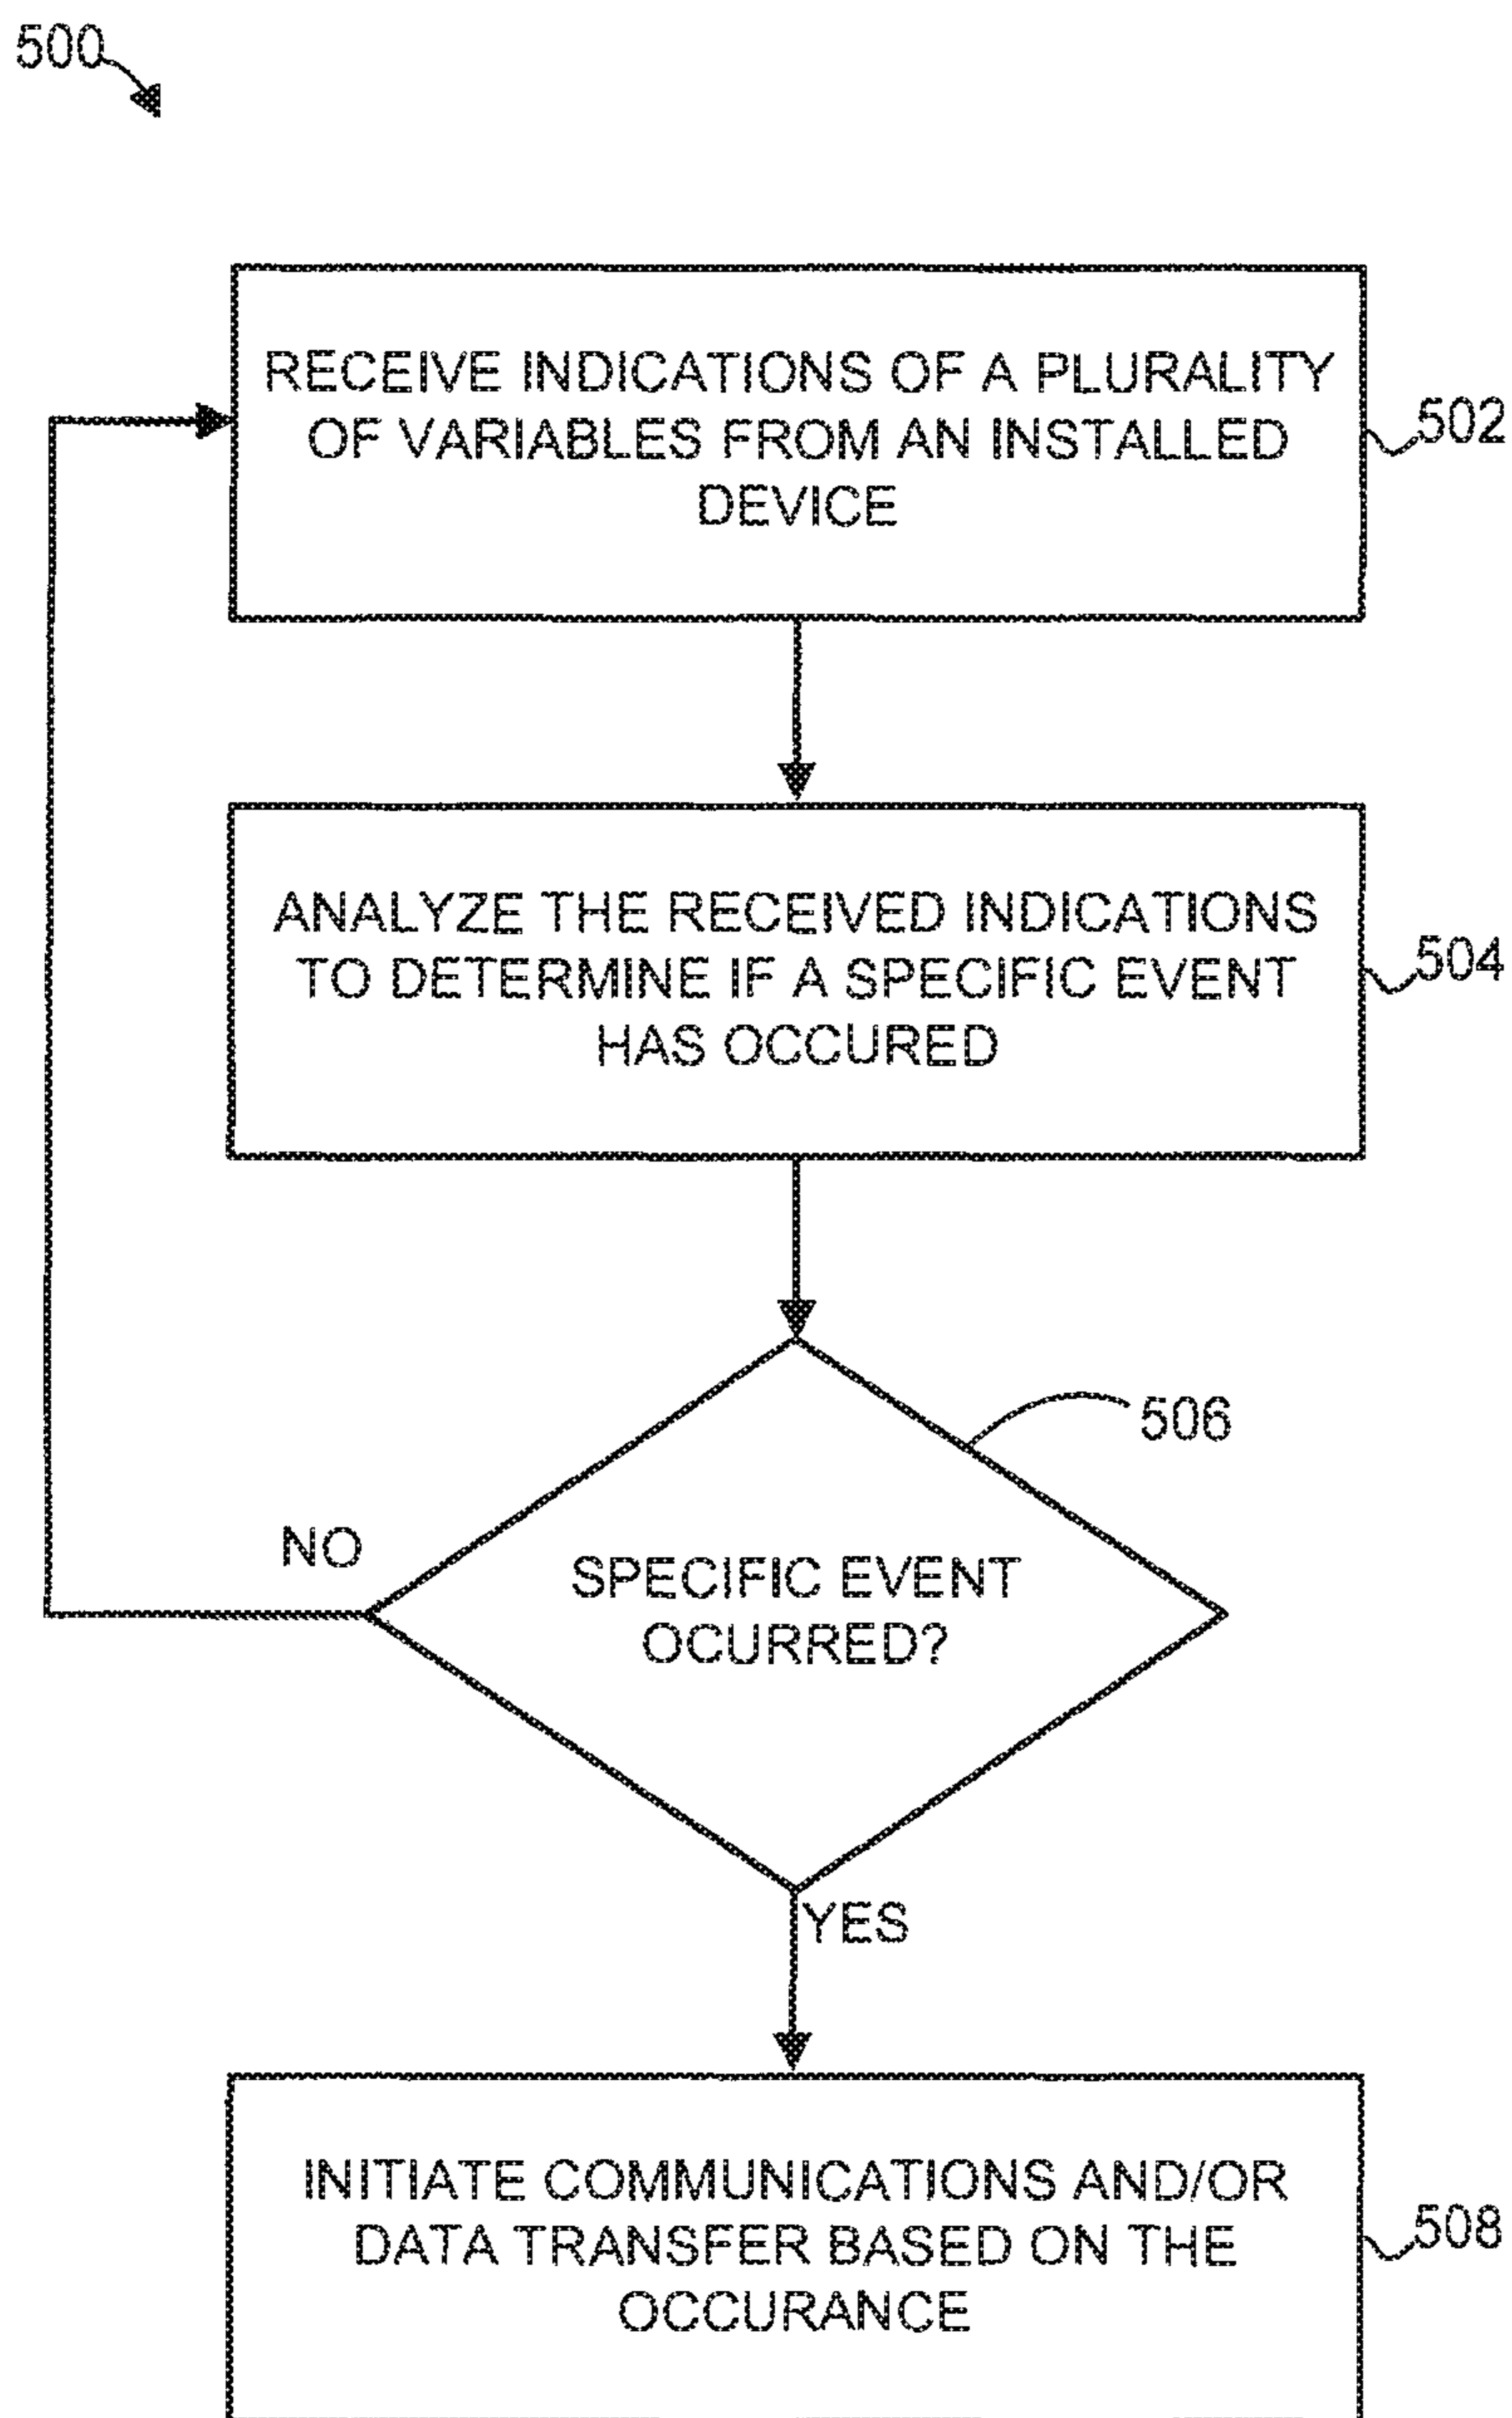 500
RECEIVE INDICATIONS OF A PLURALITY
OF VARIABLES FROM AN INSTALLED
DEVICE
502
ANALYZE THE RECEIVED INDICATIONS
TO DETERMINE IF A SPECIFIC EVENT
HAS OCCURED
504
506
NO
SPECIFIC EVENT
OCURRED?
YES
INITIATE COMMUNICATIONS AND/OR
DATA TRANSFER BASED ON THE
OCCURANCE
508